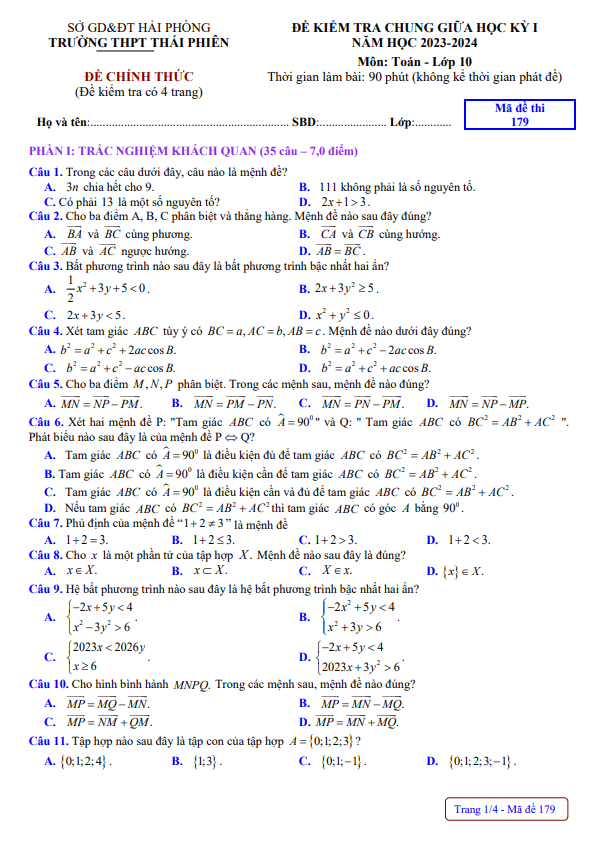 SỞ GD&ĐT HẢI PHÒNG
TRƯỜNG THPT THÁI PHIÊN
ĐỀ CHÍNH THỨC
(Đề kiểm tra có 4 trang)
ĐỀ KIỂM TRA CHUNG GIỮA HỌC KỲ I
NĂM HỌC 2023-2024
Môn: Toán - Lớp 10
Thời gian làm bài: 90 phút (không kể thời gian phát đề)
Họ và tên:.................................................. SBD:...................... Lớp:............
Mã đề thi
179
PHẦN I: TRẮC NGHIỆM KHÁCH QUAN (35 câu – 7,0 điểm)
Câu 1. Trong các câu dưới đây, câu nào là mệnh đề?
A. 3n chia hết cho 9. B. 111 không phải là số nguyên tố.
C. Có phải 13 là một số nguyên tố? D. 2x+1>3.
Câu 2. Cho ba điểm A, B, C phân biệt và thẳng hàng. Mệnh đề nào sau đây đúng?
A. $\overrightarrow{BA}$ và $\overrightarrow{BC}$ cùng phương. B. $\overrightarrow{CA}$ và $\overrightarrow{CB}$ cùng hướng.
C. $\overrightarrow{AB}$ và $\overrightarrow{AC}$ ngược hướng. D. $\overrightarrow{AB}=\overrightarrow{BC}$.
Câu 3. Bất phương trình nào sau đây là bất phương trình bậc nhất hai ẩn?
A. $\frac{1}{2}x^2+3y+5<0$. B. $2x+3y^2\geq 5$.
C. $2x+3y<5$. D. $x^2+y^2\leq 0$.
Câu 4. Xét tam giác ABC tùy ý có BC = a, AC = b, AB = c. Mệnh đề nào dưới đây đúng?
A. $b^2=a^2+c^2+2ac\cos B$. B. $b^2=a^2+c^2-2ac\cos B$.
C. $b^2=a^2+c^2-ac\cos B$. D. $b^2=a^2+c^2+ac\cos B$.
Câu 5. Cho ba điểm M, N, P phân biệt. Trong các mệnh sau, mệnh đề nào đúng?
A. $\overrightarrow{MN}=\overrightarrow{NP}-\overrightarrow{PM}$. B. $\overrightarrow{MN}=\overrightarrow{PM}-\overrightarrow{PN}$. C. $\overrightarrow{MN}=\overrightarrow{PN}-\overrightarrow{PM}$. D. $\overrightarrow{MN}=\overrightarrow{NP}-\overrightarrow{MP}$.
Câu 6. Xét hai mệnh đề P: "Tam giác ABC có $\hat{A}=90^0$" và Q: " Tam giác ABC có $BC^2=AB^2+AC^2$ ".
Phát biểu nào sau đây là của mệnh đề P ⇔ Q?
A. Tam giác ABC có $\hat{A}=90^0$ là điều kiện đủ để tam giác ABC có $BC^2=AB^2+AC^2$.
B. Tam giác ABC có $\hat{A}=90^0$ là điều kiện cần để tam giác ABC có $BC^2=AB^2+AC^2$.
C. Tam giác ABC có $\hat{A}=90^0$ là điều kiện cần và đủ để tam giác ABC có $BC^2=AB^2+AC^2$.
D. Nếu tam giác ABC có $BC^2=AB^2+AC^2$ thì tam giác ABC có góc A bằng $90^0$.
Câu 7. Phủ định của mệnh đề “1+2≠3” là mệnh đề
A. 1+2=3. B. 1+2≤3. C. 1+2>3. D. 1+2<3.
Câu 8. Cho x là một phần tử của tập hợp X. Mệnh đề nào sau đây là đúng?
A. x∈X. B. x⊂X. C. X∈x. D. {x}∈X.
Câu 9. Hệ bất phương trình nào sau đây là hệ bất phương trình bậc nhất hai ẩn?
A. $\begin{cases}-2x+5y<4\\x^2-3y>6\end{cases}$. B. $\begin{cases}-2x^2+5y<4\\x^2+3y>6\end{cases}$.
C. $\begin{cases}2023x<2026y\\x\geq 6\end{cases}$. D. $\begin{cases}-2x+5y<4\\2023x+3y^2>6\end{cases}$.
Câu 10. Cho hình bình hành MNPQ. Trong các mệnh sau, mệnh đề nào đúng?
A. $\overrightarrow{MP}=\overrightarrow{MQ}-\overrightarrow{MN}$. B. $\overrightarrow{MP}=\overrightarrow{MN}-\overrightarrow{MQ}$.
C. $\overrightarrow{MP}=\overrightarrow{NM}+\overrightarrow{QM}$. D. $\overrightarrow{MP}=\overrightarrow{MN}+\overrightarrow{MQ}$.
Câu 11. Tập hợp nào sau đây là tập con của tập hợp A={0;1;2;3}?
A. {0;1;2;4}. B. {1;3}. C. {0;1;−1}. D. {0;1;2;3;−1}.
Trang 1/4 - Mã đề 179